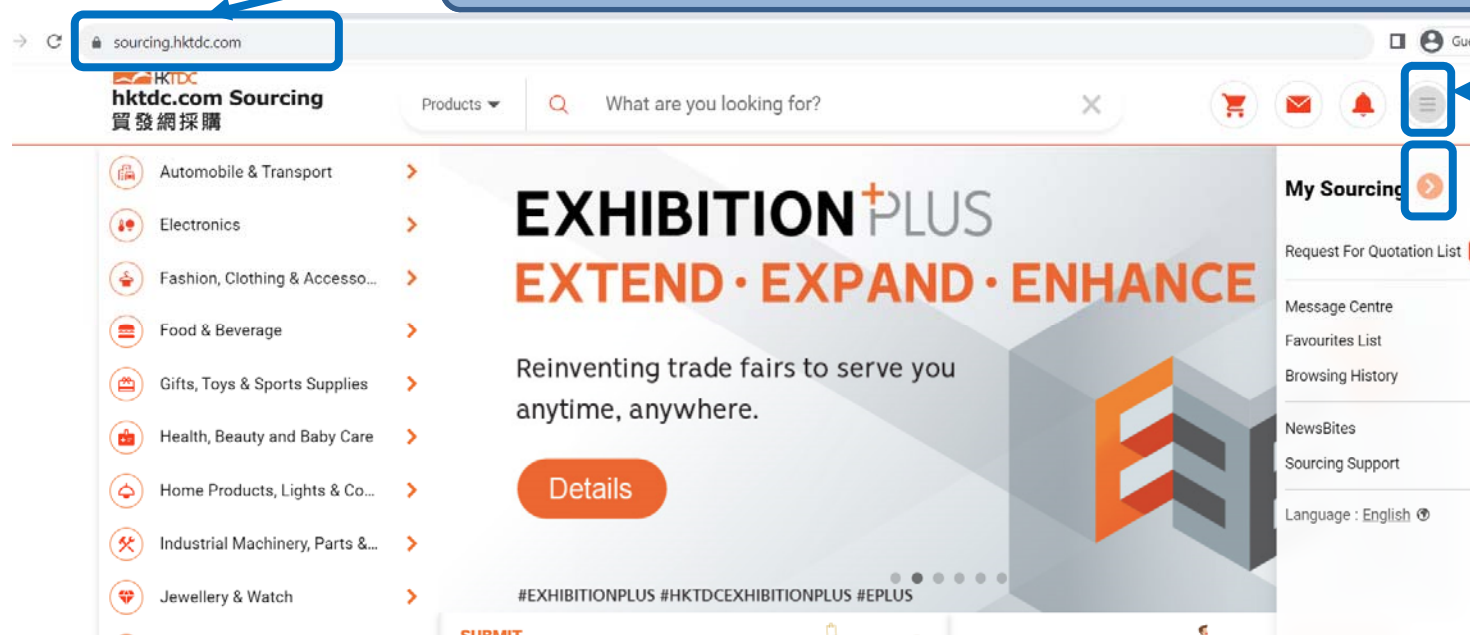 sourcing.hktdc.com
HKTDC
hktdc.com Sourcing
貿發網採購
Products
What are you looking for?
Automobile & Transport
Electronics
Fashion, Clothing & Accesso...
Food & Beverage
Gifts, Toys & Sports Supplies
Health, Beauty and Baby Care
Home Products, Lights & Co...
Industrial Machinery, Parts &...
Jewellery & Watch
EXHIBITION+PLUS
EXTEND · EXPAND · ENHANCE
Reinventing trade fairs to serve you
anytime, anywhere.
Details
#EXHIBITIONPLUS #HKTDCEXHIBITIONPLUS #EPLUS
My Sourcing
Request For Quotation List
Message Centre
Favourites List
Browsing History
NewsBites
Sourcing Support
Language : English
SUBMIT